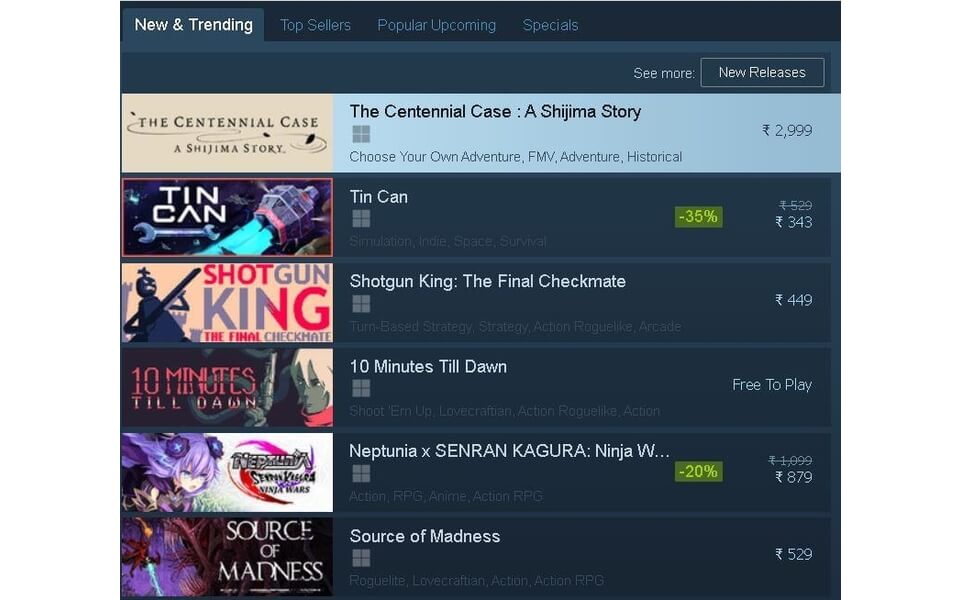 New & Trending
Top Sellers
Popular Upcoming
Specials
See more:
New Releases
THE CENTENNIAL CASE
A SHIJIMA STORY
The Centennial Case : A Shijima Story
₹ 2,999
Choose Your Own Adventure, FMV, Adventure, Historical
TIN
CAN
Tin Can
-35%
₹ 529
₹ 343
Simulation, Indie, Space, Survival
SHOTGUN
KING
THE FINAL CHECKMATE
Shotgun King: The Final Checkmate
₹ 449
Turn-Based Strategy, Strategy, Action Roguelike, Arcade
10 MINUTES
TILL DAWN
10 Minutes Till Dawn
Free To Play
Shoot 'Em Up, Lovecraftian, Action Roguelike, Action
NEPTUNIA
SENRAN KAGURA
NINJA WARS
Neptunia x SENRAN KAGURA: Ninja W...
-20%
₹ 1,099
₹ 879
Action, RPG, Anime, Action RPG
SOURCE
OF
MADNESS
Source of Madness
₹ 529
Roguelite, Lovecraftian, Action, Action RPG